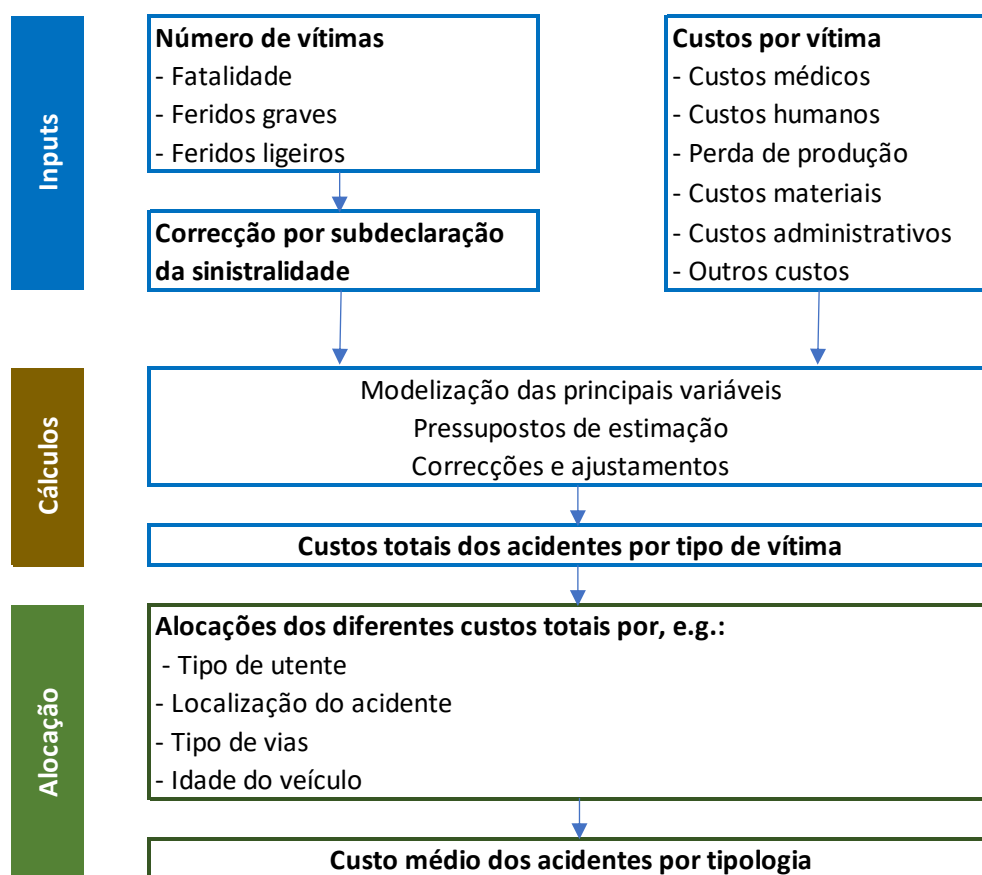 Inputs
Número de vítimas
- Fatalidade
- Feridos graves
- Feridos ligeiros
Correcção por subdeclaração
da sinistralidade
Custos por vítima
- Custos médicos
- Custos humanos
- Perda de produção
- Custos materiais
- Custos administrativos
- Outros custos
Cálculos
Modelização das principais variáveis
Pressupostos de estimação
Correcções e ajustamentos
Custos totais dos acidentes por tipo de vítima
Alocação
Alocações dos diferentes custos totais por, e.g.:
- Tipo de utente
- Localização do acidente
- Tipo de vias
- Idade do veículo
Custo médio dos acidentes por tipologia